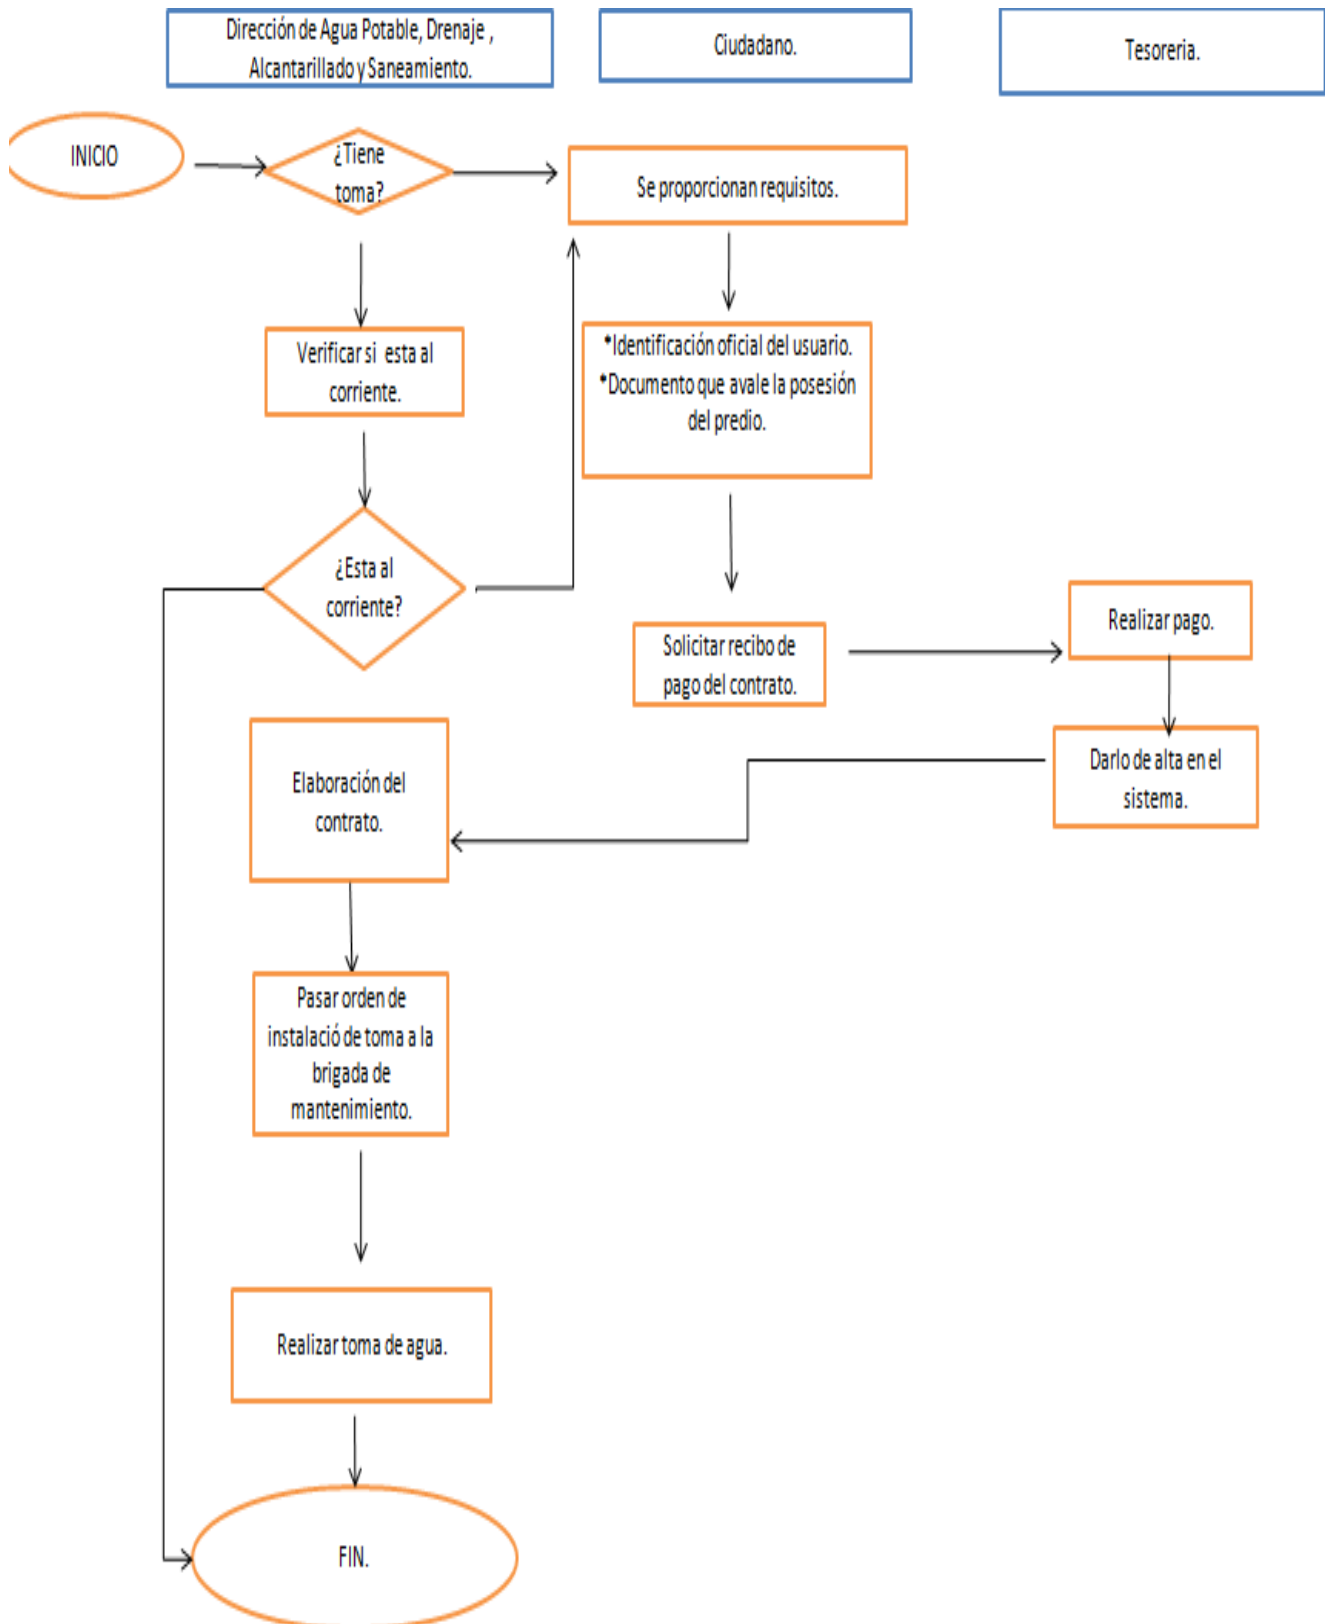 Dirección de Agua Potable, Drenaje ,
Alcantarillado y Saneamiento.
Ciudadano.
Tesoreria.
INICIO
¿Tiene
toma?
Se proporcionan requisitos.
Verificar si esta al
corriente.
*Identificación oficial del usuario.
*Documento que avale la posesión
del predio.
¿Esta al
corriente?
Solicitar recibo de
pago del contrato.
Realizar pago.
Darlo de alta en el
sistema.
Elaboración del
contrato.
Pasar orden de
instalació de toma a la
brigada de
mantenimiento.
Realizar toma de agua.
FIN.